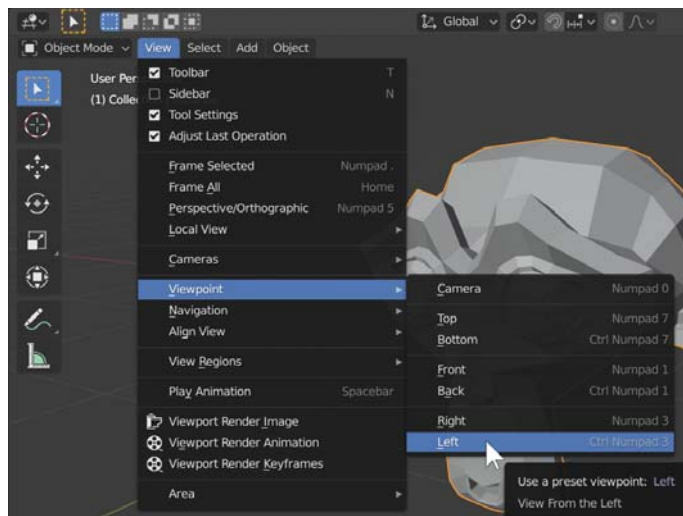 Global
Object Mode View Select Add Object
Toolbar T
User Per
Sidebar N
(1) Colle
Tool Settings
Adjust Last Operation
Frame Selected Numpad .
Frame All Home
Perspective/Orthographic Numpad 5
Local View
Cameras
Viewpoint
Navigation
Align View
View Regions
Play Animation Spacebar
Viewport Render Image
Viewport Render Animation
Viewport Render Keyframes
Area
Camera Numpad 0
Top Numpad 7
Bottom Ctrl Numpad 7
Front Numpad 1
Back Ctrl Numpad 1
Right Numpad 3
Left Ctrl Numpad 3
Use a preset viewpoint: Left
View From the Left